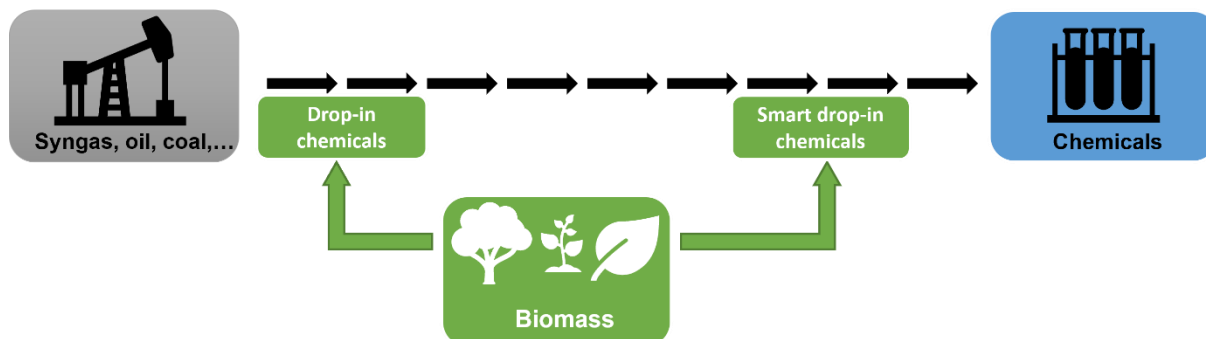 Drop-in
chemicals
Smart drop-in
chemicals
Syngas, oil, coal,...
Chemicals
Biomass